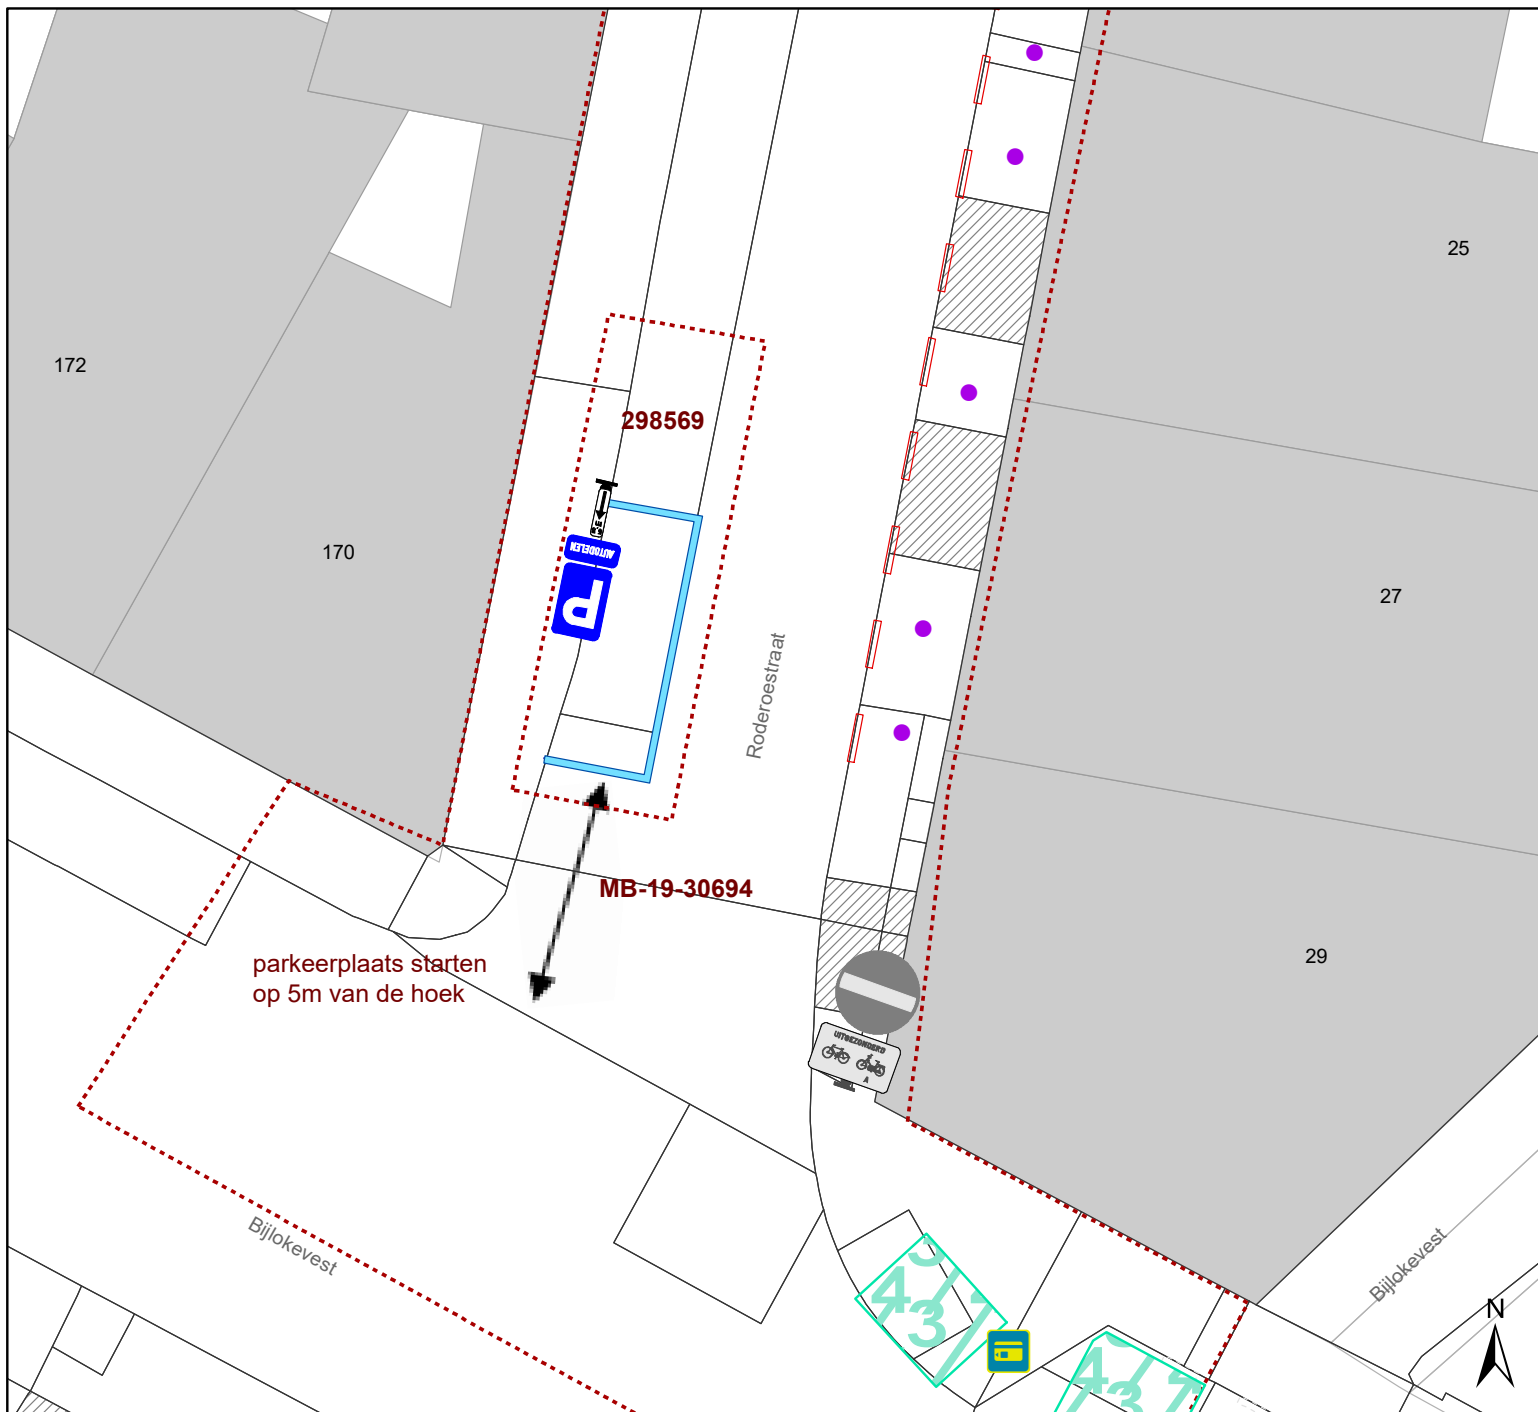 25
172
298569
170
AUTODELEN
P
27
Roderoestraat
MB-19-30694
parkeerplaats starten
op 5m van de hoek
29
UITGEZONDERD
A
Bijlokevest
Bijlokevest
N